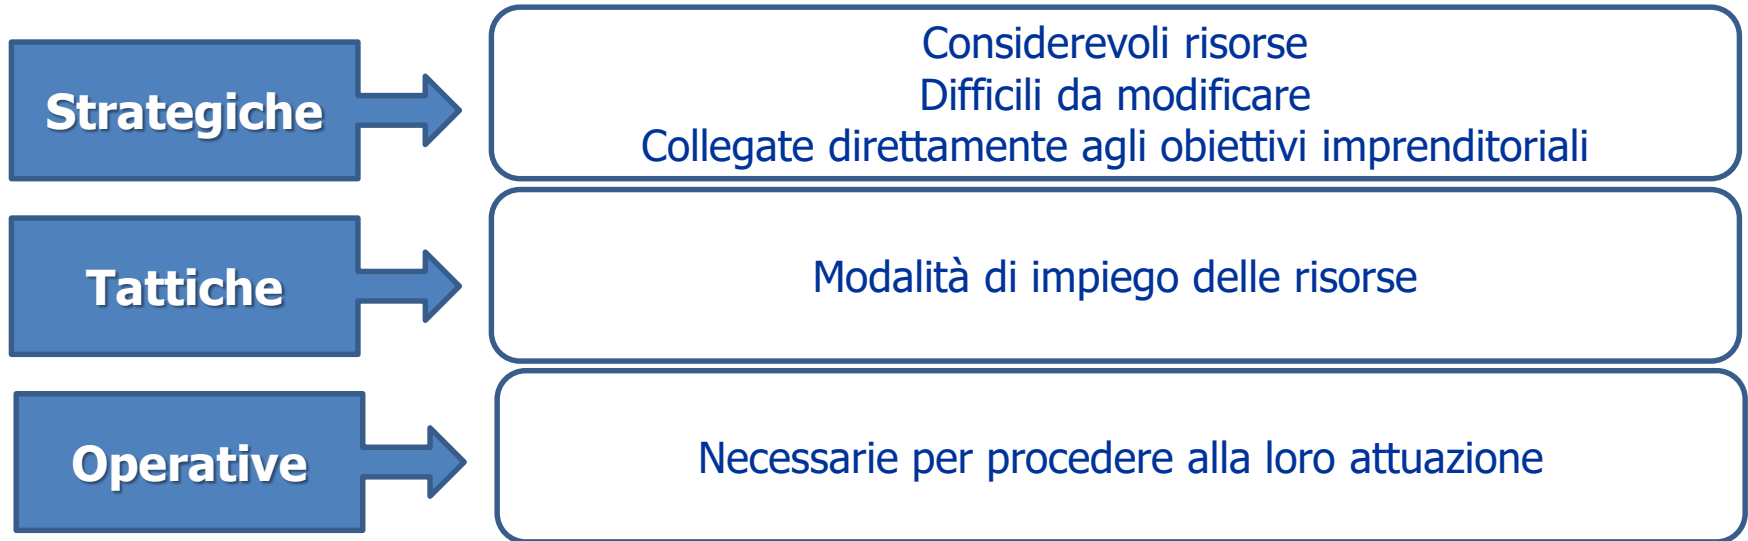 Strategiche
Considerevoli risorse
Difficili da modificare
Collegate direttamente agli obiettivi imprenditoriali
Tattiche
Modalità di impiego delle risorse
Operative
Necessarie per procedere alla loro attuazione